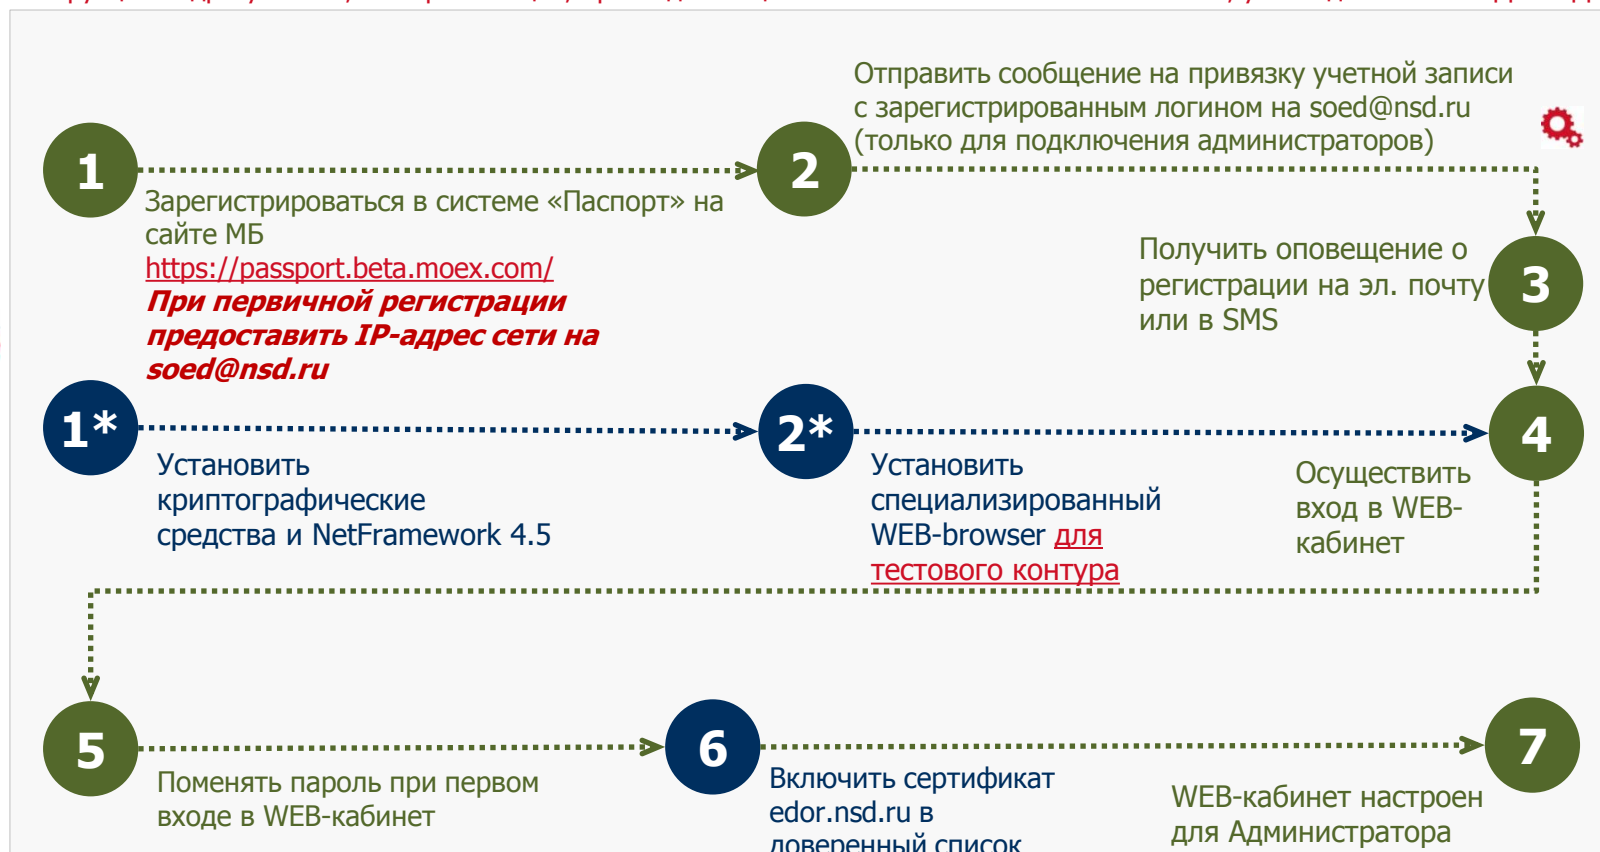 Отправить сообщение на привязку учетной записи
с зарегистрированным логином на soed@nsd.ru
(только для подключения администраторов)
1
2
Зарегистрироваться в системе «Паспорт» на
сайте МБ
https://passport.beta.moex.com/
При первичной регистрации
предоставить IP-адрес сети на
soed@nsd.ru
Получить оповещение о
регистрации на эл. почту
или в SMS
3
1*
2*
4
Установить
криптографические
средства и NetFramework 4.5
Установить
специализированный
WEB-browser для
тестового контура
Осуществить
вход в WEB-
кабинет
5
6
7
Поменять пароль при первом
входе в WEB-кабинет
Включить сертификат
edor.nsd.ru в
доверенный список
WEB-кабинет настроен
для Администратора